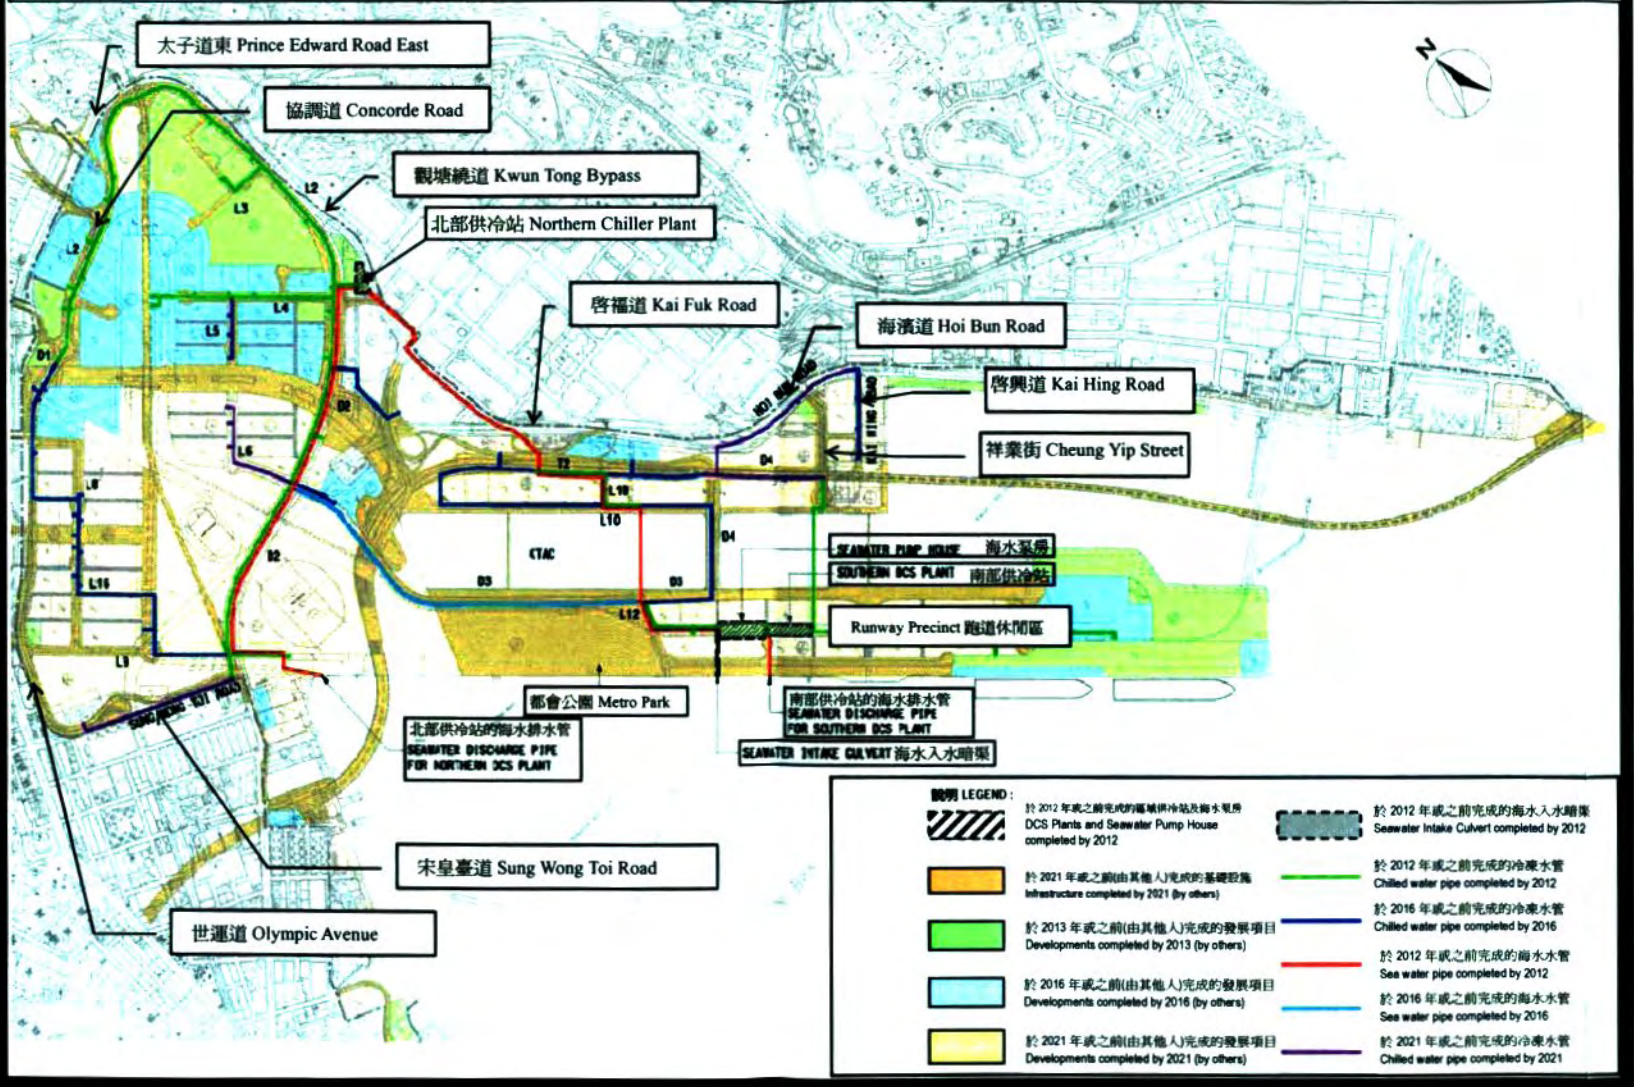 太子道東 Prince Edward Road East
協調道 Concorde Road
觀塘繞道 Kwun Tong Bypass
北部供冷站 Northern Chiller Plant
啓福道 Kai Fuk Road
海濱道 Hoi Bun Road
啓興道 Kai Hing Road
祥業街 Cheung Yip Street
N
L2
L3
L2
L4
L5
D1
D2
L6
L8
HOI BUN ROAD
KAI HING ROAD
T2
D4
L10
L10
D2
KTAC
D4
D3
D3
L16
L12
L9
SEAWATER PUMP HOUSE 海水泵房
SOUTHERN DCS PLANT 南部供冷站
Runway Precinct 跑道休閒區
SUNG WONG TOI ROAD
都會公園 Metro Park
北部供冷站的海水排水管
SEAWATER DISCHARGE PIPE
FOR NORTHERN DCS PLANT
南部供冷站的海水排水管
SEAWATER DISCHARGE PIPE
FOR SOUTHERN DCS PLANT
SEAWATER INTAKE CULVERT 海水入水暗渠
宋皇臺道 Sung Wong Toi Road
世運道 Olympic Avenue
說明 LEGEND :
於 2012 年或之前完成的區域供冷站及海水泵房
DCS Plants and Seawater Pump House
completed by 2012
於 2021 年或之前(由其他人)完成的基礎設施
Infrastructure completed by 2021 (by others)
於 2013 年或之前(由其他人)完成的發展項目
Developments completed by 2013 (by others)
於 2016 年或之前(由其他人)完成的發展項目
Developments completed by 2016 (by others)
於 2021 年或之前(由其他人)完成的發展項目
Developments completed by 2021 (by others)
於 2012 年或之前完成的海水入水暗渠
Seawater Intake Culvert completed by 2012
於 2012 年或之前完成的冷凍水管
Chilled water pipe completed by 2012
於 2016 年或之前完成的冷凍水管
Chilled water pipe completed by 2016
於 2012 年或之前完成的海水水管
Sea water pipe completed by 2012
於 2016 年或之前完成的海水水管
Sea water pipe completed by 2016
於 2021 年或之前完成的冷凍水管
Chilled water pipe completed by 2021